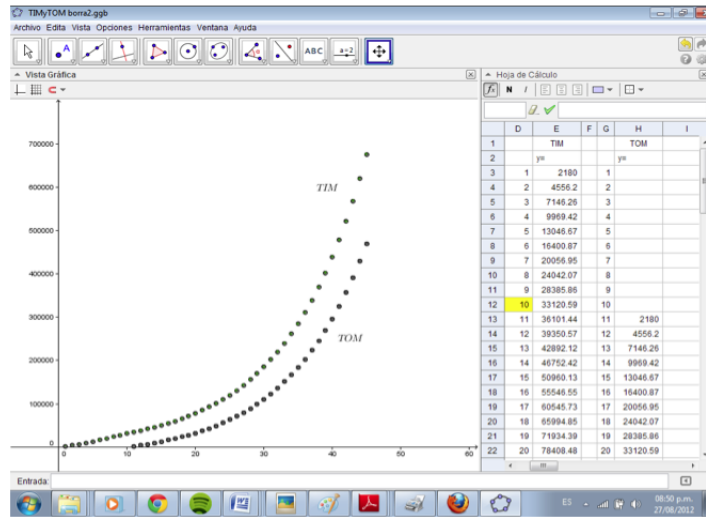 TIMyTOM borra2.ggb
Archivo Edita Vista Opciones Herramientas Ventana Ayuda
ABC a=2
Vista Gráfica
700000
600000
500000
400000
300000
200000
100000
0
0 10 20 30 40 50 60
TIM
TOM
Hoja de Cálculo
fx N I
D E F G H I
1 TIM TOM
2 y= y=
3 1 2180 1
4 2 4556.2 2
5 3 7146.26 3
6 4 9969.42 4
7 5 13046.67 5
8 6 16400.87 6
9 7 20056.95 7
10 8 24042.07 8
11 9 28385.86 9
12 10 33120.59 10
13 11 36101.44 11 2180
14 12 39350.57 12 4556.2
15 13 42892.12 13 7146.26
16 14 46752.42 14 9969.42
17 15 50960.13 15 13046.67
18 16 55546.55 16 16400.87
19 17 60545.73 17 20056.95
20 18 65994.85 18 24042.07
21 19 71934.39 19 28385.86
22 20 78408.48 20 33120.59
Entrada:
ES 08:50 p.m.
27/08/2012